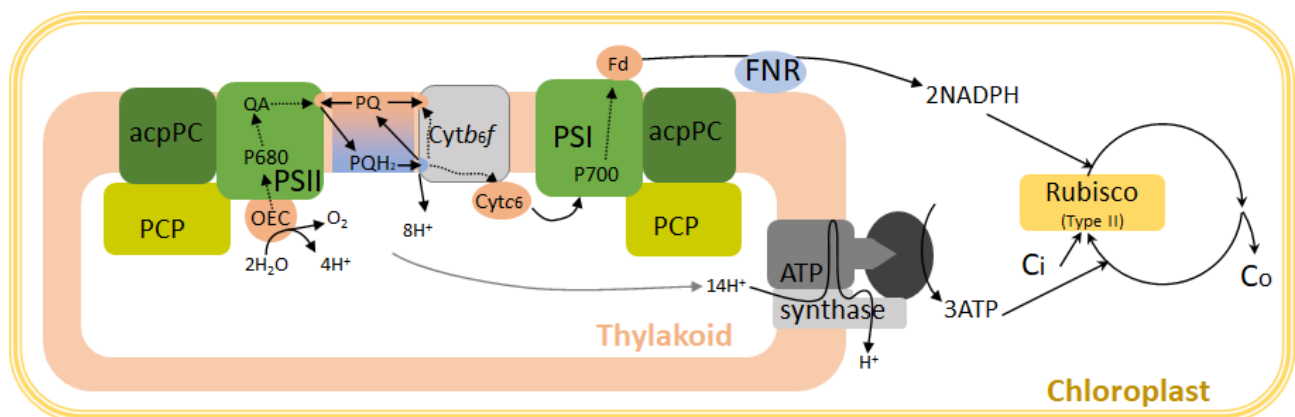 Fd
FNR
2NADPH
acpPC
QA
PQ
P680
PSII
PQH₂
Cytb₆f
PSI
P700
acpPC
PCP
OEC
O₂
2H₂O
4H⁺
8H⁺
Cytc₆
PCP
14H⁺
ATP
synthase
H⁺
3ATP
Rubisco
(Type II)
Ci
Co
Thylakoid
Chloroplast